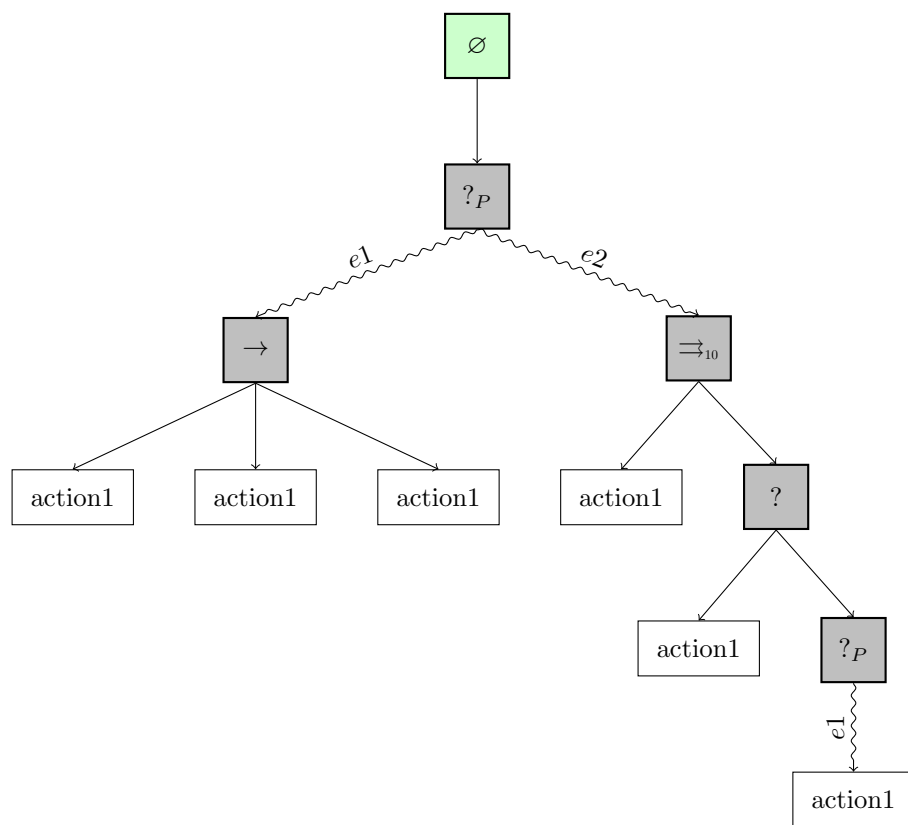 ∅
?P
e1
e2
→
⇉10
action1
action1
action1
action1
?
action1
?P
e1
action1